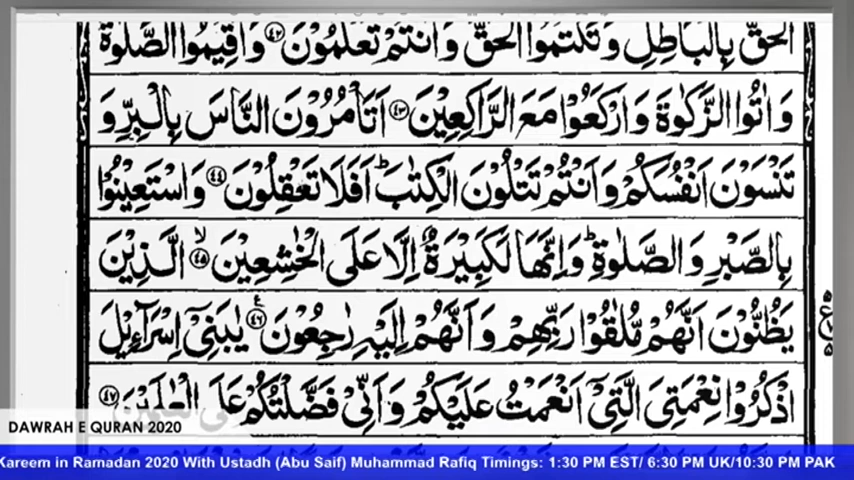 الْحَقَّ بِالْبَاطِلِ وَتَكْتُمُوا الْحَقَّ وَاَنْتُمْ تَعْلَمُوْنَ ﴿۴۲﴾ وَاَقِيْمُوا الصَّلٰوةَ
وَاٰتُوا الزَّكٰوةَ وَارْكَعُوْا مَعَ الرَّاكِعِيْنَ ﴿۴۳﴾ اَتَاْمُرُوْنَ النَّاسَ بِالْبِرِّ وَ
تَنْسَوْنَ اَنْفُسَكُمْ وَاَنْتُمْ تَتْلُوْنَ الْكِتٰبَ ؕ اَفَلَا تَعْقِلُوْنَ ﴿۴۴﴾ وَاسْتَعِيْنُوْا
بِالصَّبْرِ وَالصَّلٰوةِ ؕ وَاِنَّهَا لَكَبِيْرَةٌ اِلَّا عَلَى الْخٰشِعِيْنَ ﴿۴۵﴾ۙ الَّذِيْنَ
يَظُنُّوْنَ اَنَّهُمْ مُّلٰقُوْا رَبِّهِمْ وَاَنَّهُمْ اِلَيْهِ رٰجِعُوْنَ ﴿۴۶﴾ع يٰبَنِىْٓ اِسْرَآءِيْلَ
اذْكُرُوْا نِعْمَتِىَ الَّتِىْٓ اَنْعَمْتُ عَلَيْكُمْ وَاَنِّىْ فَضَّلْتُكُمْ عَلَى الْعٰلَمِيْنَ ﴿۴۷﴾
DAWRAH E QURAN 2020
Kareem in Ramadan 2020 With Ustadh (Abu Saif) Muhammad Rafiq Timings: 1:30 PM EST/ 6:30 PM UK/10:30 PM PAK